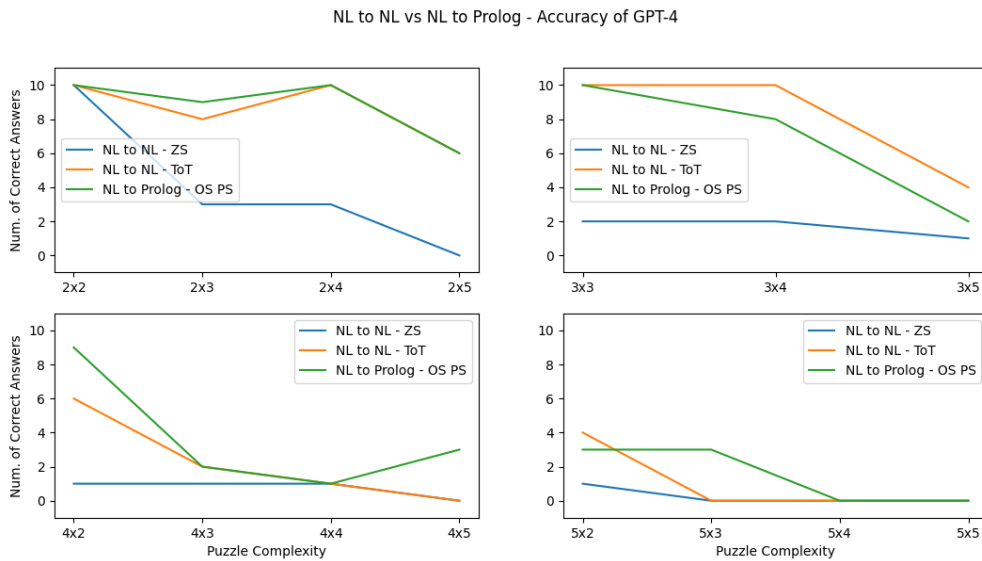 NL to NL vs NL to Prolog - Accuracy of GPT-4
Num. of Correct Answers
10
8
6
4
2
0
NL to NL - ZS
NL to NL - ToT
NL to Prolog - OS PS
2x2
2x3
2x4
2x5
10
8
6
4
2
0
NL to NL - ZS
NL to NL - ToT
NL to Prolog - OS PS
3x3
3x4
3x5
Num. of Correct Answers
10
8
6
4
2
0
NL to NL - ZS
NL to NL - ToT
NL to Prolog - OS PS
4x2
4x3
4x4
4x5
Puzzle Complexity
10
8
6
4
2
0
NL to NL - ZS
NL to NL - ToT
NL to Prolog - OS PS
5x2
5x3
5x4
5x5
Puzzle Complexity